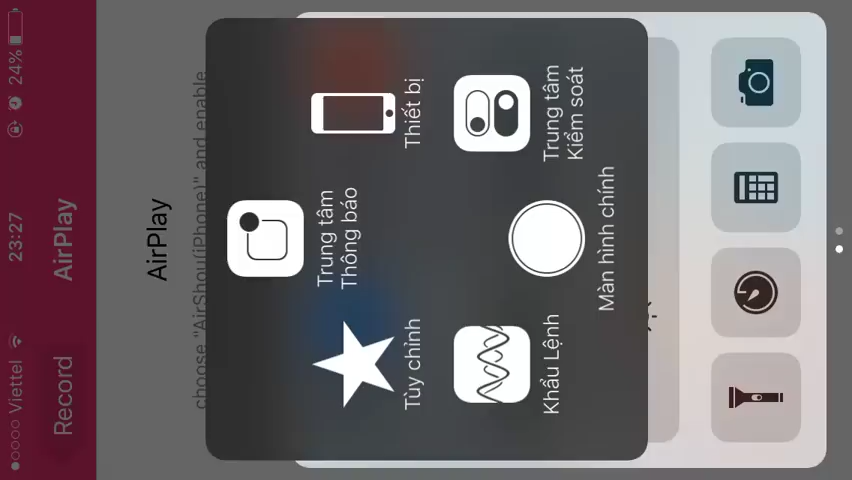 Viettel
23:27
24%
Record
AirPlay
AirPlay
choose "AirShou(iPhone)" and enable
Trung tâm
Thông báo
Tùy chỉnh
Thiết bị
Khẩu Lệnh
Trung tâm
Kiểm soát
Màn hình chính